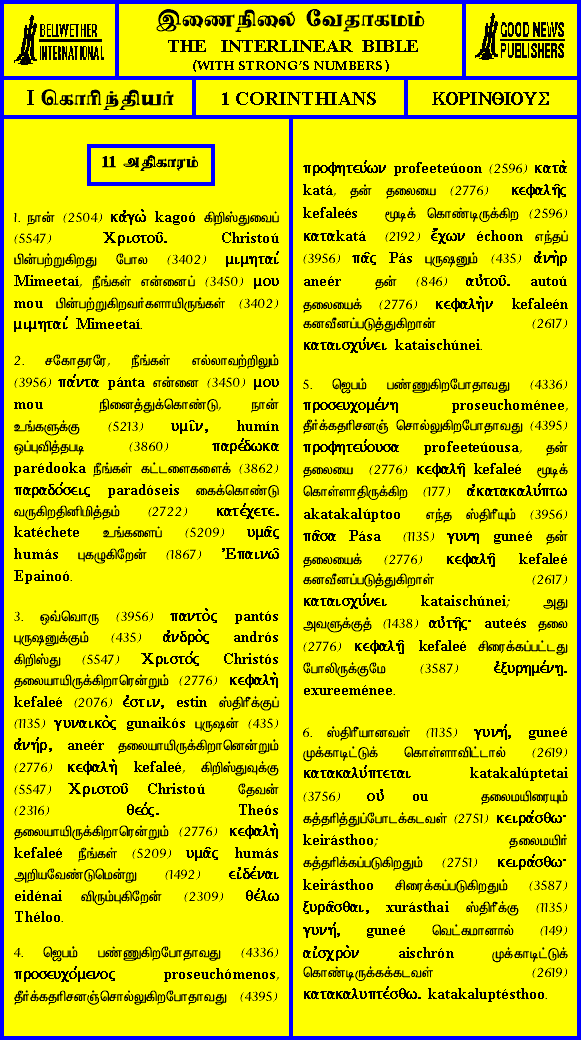 BELLWETHER
INTERNATIONAL
இணைநிலை வேதாகமம்
THE INTERLINEAR BIBLE
(WITH STRONG'S NUMBERS)
GOOD NEWS
PUBLISHERS
I கொரிந்தியர்
1 CORINTHIANS
ΚΟΡΙΝΘΙΟΥΣ
11 அதிகாரம்
1. நான் (2504) κἀγὼ kagoó கிறிஸ்துவைப்
(5547) Χριστοῦ. Christoú
பின்பற்றுகிறது போல (3402) μιμηταί
Mimeetaí, நீங்கள் என்னைப் (3450) μου
mou பின்பற்றுகிறவர்களாயிருங்கள் (3402)
μιμηταί Mimeetaí.
2. சகோதரரே, நீங்கள் எல்லாவற்றிலும்
(3956) πάντα pánta என்னை (3450) μου
mou நினைத்துக்கொண்டு, நான்
உங்களுக்கு (5213) υμῖν, humín
ஒப்புவித்தபடி (3860) παρέδωκα
parédooka நீங்கள் கட்டளைகளைக் (3862)
παραδόσεις paradóseis கைக்கொண்டு
வருகிறதினிமித்தம் (2722) κατέχετε.
katéchete உங்களைப் (5209) υμᾶς
humás புகழுகிறேன் (1867) Ἐπαινῶ
Epainoó.
3. ஒவ்வொரு (3956) παντὸς pantós
புருஷனுக்கும் (435) ἀνδρὸς andrós
கிறிஸ்து (5547) Χριστός Christós
தலையாயிருக்கிறாரென்றும் (2776) κεφαλὴ
kefaleé (2076) ἐστιν, estin ஸ்திரீக்குப்
(1135) γυναικὸς gunaikós புருஷன் (435)
ἀνήρ, aneér தலையாயிருக்கிறானென்றும்
(2776) κεφαλὴ kefaleé, கிறிஸ்துவுக்கு
(5547) Χριστοῦ Christoú தேவன்
(2316) θεός. Theós
தலையாயிருக்கிறாரென்றும் (2776) κεφαλὴ
kefaleé நீங்கள் (5209) υμᾶς humás
அறியவேண்டுமென்று (1492) εἰδέναι
eidénai விரும்புகிறேன் (2309) θέλω
Théloo.
4. ஜெபம் பண்ணுகிறபோதாவது (4336)
προσευχόμενος proseuchómenos,
தீர்க்கதரிசனஞ்சொல்லுகிறபோதாவது (4395)
προφητεύων profeeteúoon (2596) κατὰ
katá, தன் தலையை (2776) κεφαλῆς
kefaleés மூடிக் கொண்டிருக்கிற (2596)
κατακatá (2192) ἔχων échoon எந்தப்
(3956) πᾶς Pás புருஷனும் (435) ἀνὴρ
aneér தன் (846) αὐτοῦ. autoú
தலையைக் (2776) κεφαλὴν kefaleén
கனவீனப்படுத்துகிறான் (2617)
καταισχύνει kataischúnei.
5. ஜெபம் பண்ணுகிறபோதாவது (4336)
προσευχομένη proseuchoménee,
தீர்க்கதரிசனஞ் சொல்லுகிறபோதாவது (4395)
προφητεύουσα profeeteúousa, தன்
தலையை (2776) κεφαλῆ kefaleé மூடிக்
கொள்ளாதிருக்கிற (177) ἀκατακαλύπτω
akatakalúptoo எந்த ஸ்திரீயும் (3956)
πᾶσα Pása (1135) γυνη guneé தன்
தலையைக் (2776) κεφαλῆ kefaleé
கனவீனப்படுத்துகிறாள் (2617)
καταισχύνει kataischúnei; அது
அவளுக்குத் (1438) αὐτῆς· auteés தலை
(2776) κεφαλῆ kefaleé சிரைக்கப்பட்டது
போலிருக்குமே (3587) ἐξυρημένη.
exureeménee.
6. ஸ்திரீயானவள் (1135) γυνή, guneé
முக்காடிட்டுக் கொள்ளாவிட்டால் (2619)
κατακαλύπτεται katakalúptetai
(3756) οὐ ou தலைமயிரையும்
கத்தரித்துப்போடக்கடவள் (2751) κειράσθω·
keirásthoo; தலைமயிர்
கத்தரிக்கப்படுகிறதும் (2751) κειράσθω·
keirásthoo சிரைக்கப்படுகிறதும் (3587)
ξυρᾶσθαι, xurásthai ஸ்திரீக்கு (1135)
γυνή, guneé வெட்கமானால் (149)
αἰσχρὸν aischrón முக்காடிட்டுக்
கொண்டிருக்கக்கடவள் (2619)
κατακαλυπτέσθω. katakaluptésthoo.